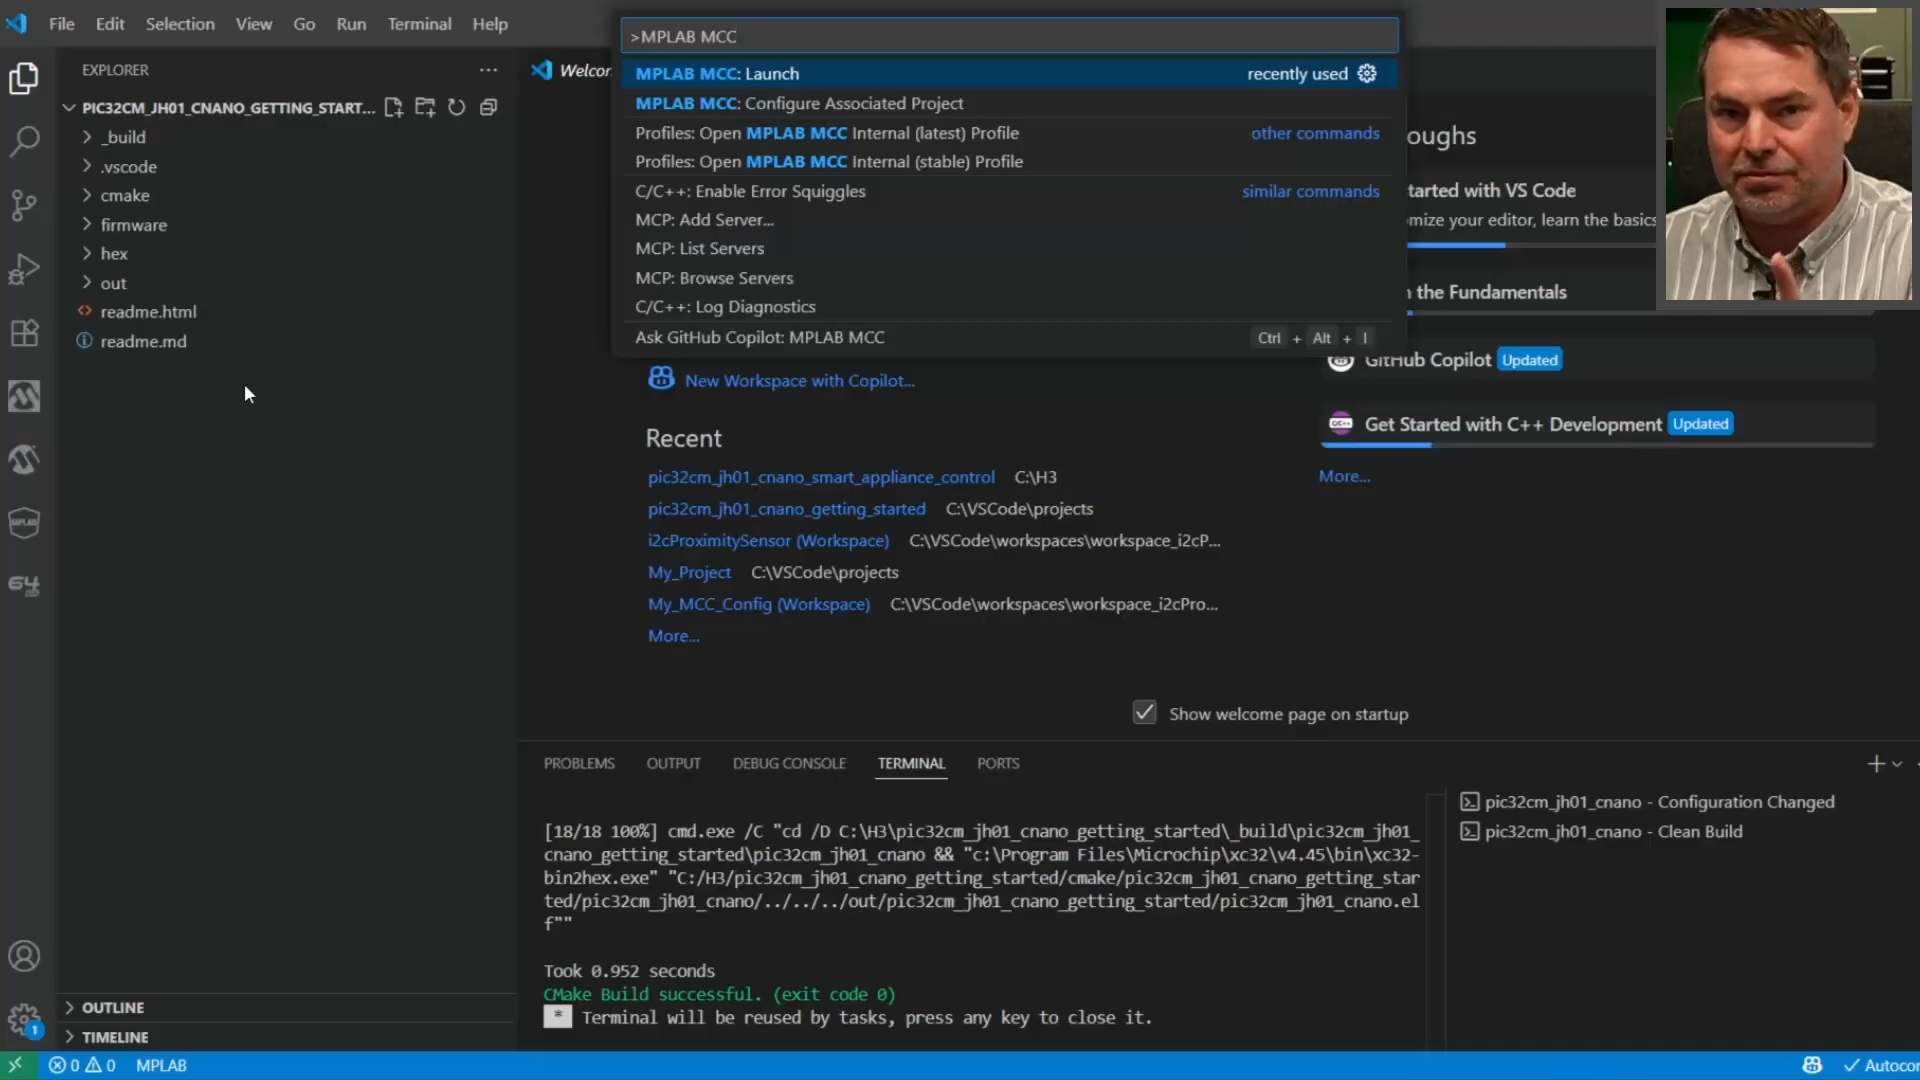 File Edit Selection View Go Run Terminal Help
>MPLAB MCC
MPLAB MCC: Launch recently used
MPLAB MCC: Configure Associated Project
Profiles: Open MPLAB MCC Internal (latest) Profile other commands
Profiles: Open MPLAB MCC Internal (stable) Profile
C/C++: Enable Error Squiggles similar commands
MCP: Add Server...
MCP: List Servers
MCP: Browse Servers
C/C++: Log Diagnostics
Ask GitHub Copilot: MPLAB MCC Ctrl + Alt + I
EXPLORER
PIC32CM_JH01_CNANO_GETTING_START...
_build
.vscode
cmake
firmware
hex
out
readme.html
readme.md
OUTLINE
TIMELINE
Welcom
oughs
tarted with VS Code
omize your editor, learn the basics
n the Fundamentals
GitHub Copilot Updated
Get Started with C++ Development Updated
More...
New Workspace with Copilot...
Recent
pic32cm_jh01_cnano_smart_appliance_control C:\H3
pic32cm_jh01_cnano_getting_started C:\VSCode\projects
i2cProximitySensor (Workspace) C:\VSCode\workspaces\workspace_i2cP...
My_Project C:\VSCode\projects
My_MCC_Config (Workspace) C:\VSCode\workspaces\workspace_i2cPro...
More...
Show welcome page on startup
PROBLEMS OUTPUT DEBUG CONSOLE TERMINAL PORTS
[18/18 100%] cmd.exe /C "cd /D C:\H3\pic32cm_jh01_cnano_getting_started\_build\pic32cm_jh01_
cnano_getting_started\pic32cm_jh01_cnano && "c:\Program Files\Microchip\xc32\v4.45\bin\xc32-
bin2hex.exe" "C:/H3/pic32cm_jh01_cnano_getting_started/cmake/pic32cm_jh01_cnano_getting_star
ted/pic32cm_jh01_cnano/../../../out/pic32cm_jh01_cnano_getting_started/pic32cm_jh01_cnano.el
f""
Took 0.952 seconds
CMake Build successful. (exit code 0)
* Terminal will be reused by tasks, press any key to close it.
pic32cm_jh01_cnano - Configuration Changed
pic32cm_jh01_cnano - Clean Build
1
0 0 MPLAB
Autocor